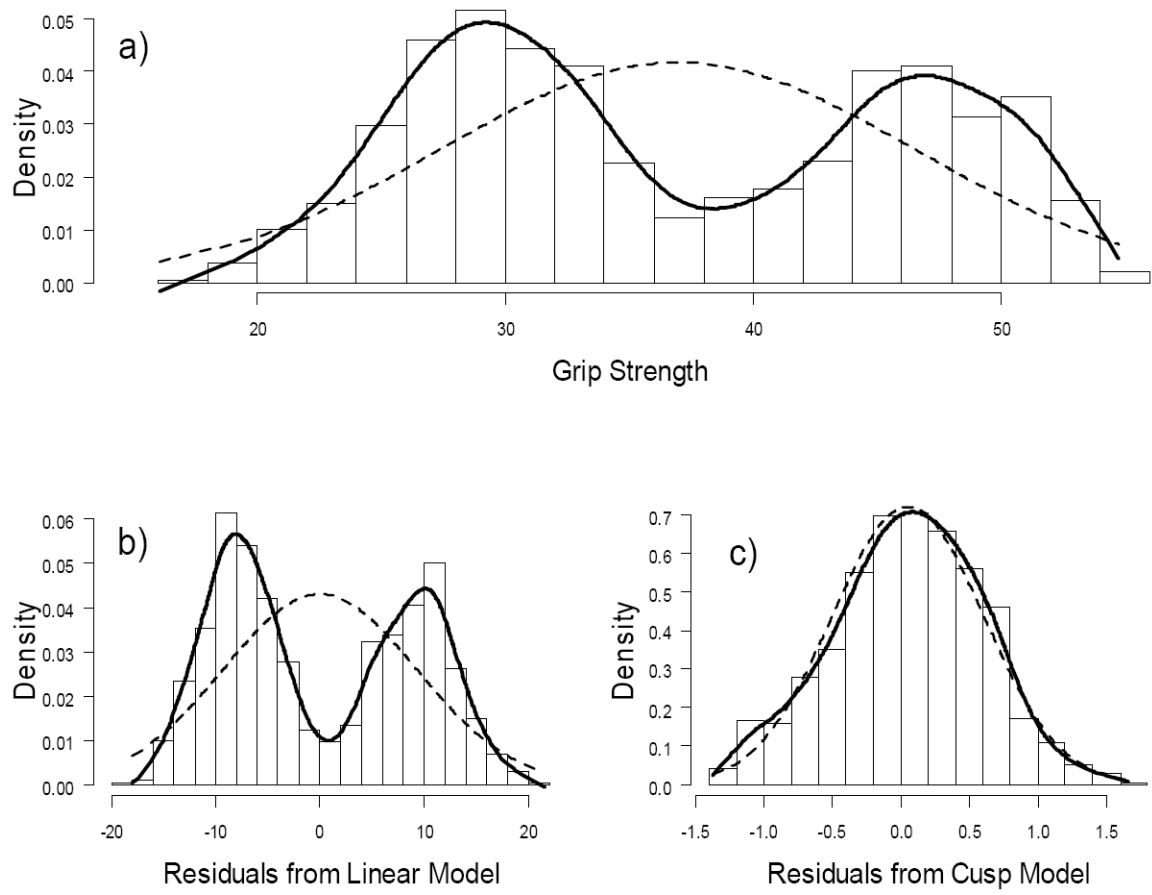 a)
Density
0.05
0.04
0.03
0.02
0.01
0.00
20 30 40 50
Grip Strength
b)
Density
0.06
0.05
0.04
0.03
0.02
0.01
0.00
-20 -10 0 10 20
Residuals from Linear Model
c)
Density
0.7
0.6
0.5
0.4
0.3
0.2
0.1
0.0
-1.5 -1.0 -0.5 0.0 0.5 1.0 1.5
Residuals from Cusp Model